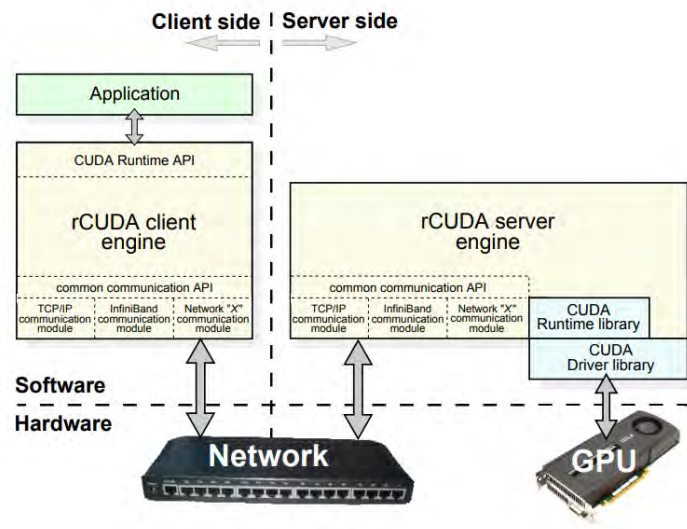 Client side
Server side
Application
CUDA Runtime API
rCUDA client
engine
common communication API
TCP/IP
communication
module
InfiniBand
communication
module
Network "X"
communication
module
rCUDA server
engine
common communication API
TCP/IP
communication
module
InfiniBand
communication
module
Network "X"
communication
module
CUDA
Runtime library
CUDA
Driver library
Software
Hardware
Network
GPU